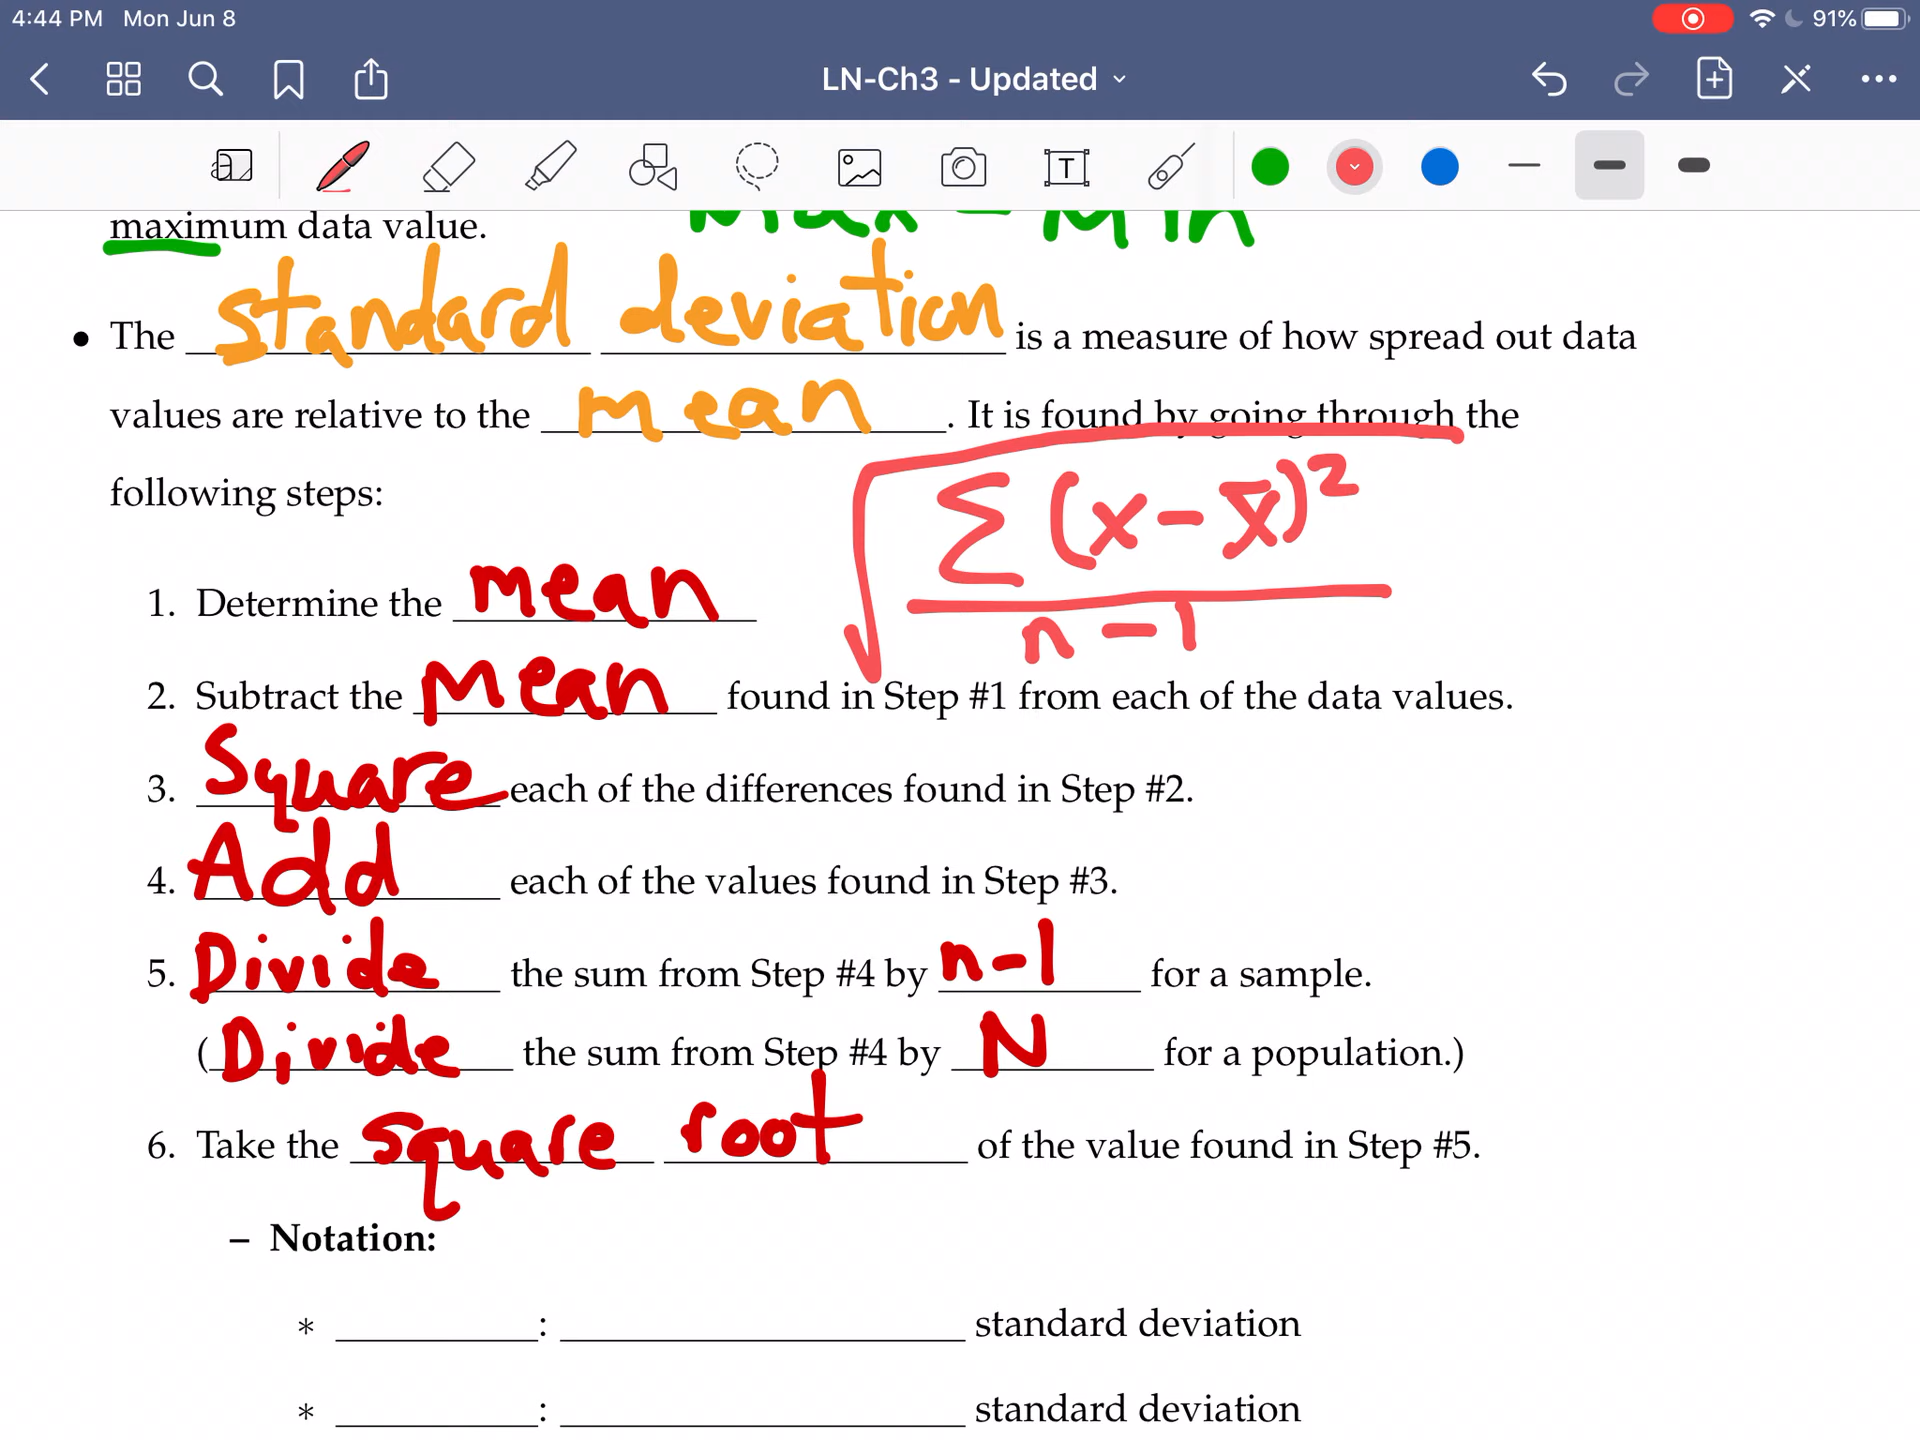 4:44 PM Mon Jun 8 91%
LN-Ch3 - Updated
T
maximum data value. Max - Min
• The standard deviation is a measure of how spread out data
values are relative to the mean. It is found by going through the
following steps:
√ Σ (x - x̄)²
n - 1
1. Determine the mean
2. Subtract the Mean found in Step #1 from each of the data values.
3. Square each of the differences found in Step #2.
4. Add each of the values found in Step #3.
5. Divide the sum from Step #4 by n-1 for a sample.
(Divide the sum from Step #4 by N for a population.)
6. Take the square root of the value found in Step #5.
– Notation:
* ______: ______ standard deviation
* ______: ______ standard deviation